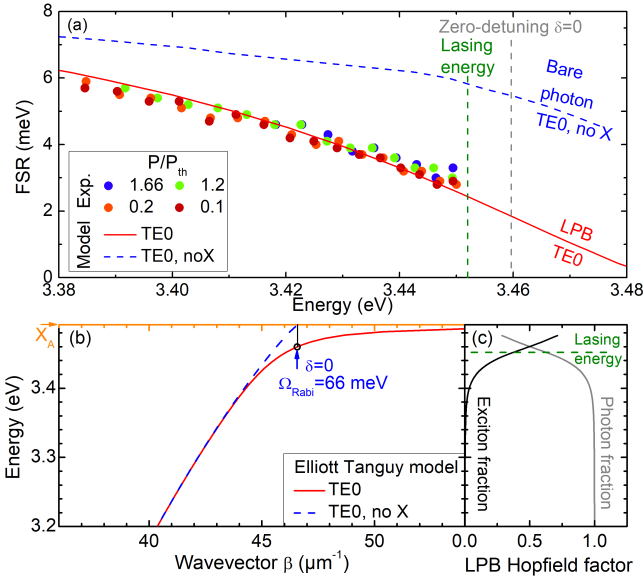 (a)
Zero-detuning δ=0
Lasing
energy
Bare
photon
TE0, no X
LPB
TE0
FSR (meV)
8
6
4
2
0
P/Pth
Exp.
1.66
1.2
0.2
0.1
Model
TE0
TE0, noX
3.38
3.40
3.42
3.44
3.46
3.48
Energy (eV)
XA
(b)
δ=0
ΩRabi=66 meV
Energy (eV)
3.4
3.3
3.2
Elliott Tanguy model
TE0
TE0, no X
40
45
50
Wavevector β (µm-1)
(c)
Lasing
energy
Exciton fraction
Photon fraction
0.0
0.5
1.0
LPB Hopfield factor